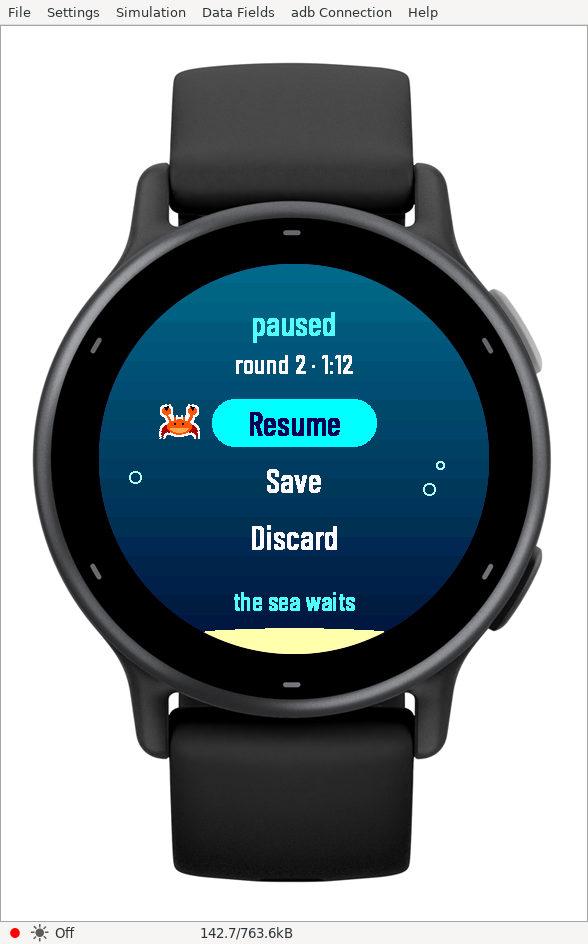 File Settings Simulation Data Fields adb Connection Help
paused
round 2 · 1:12
Resume
Save
Discard
the sea waits
Off 142.7/763.6kB